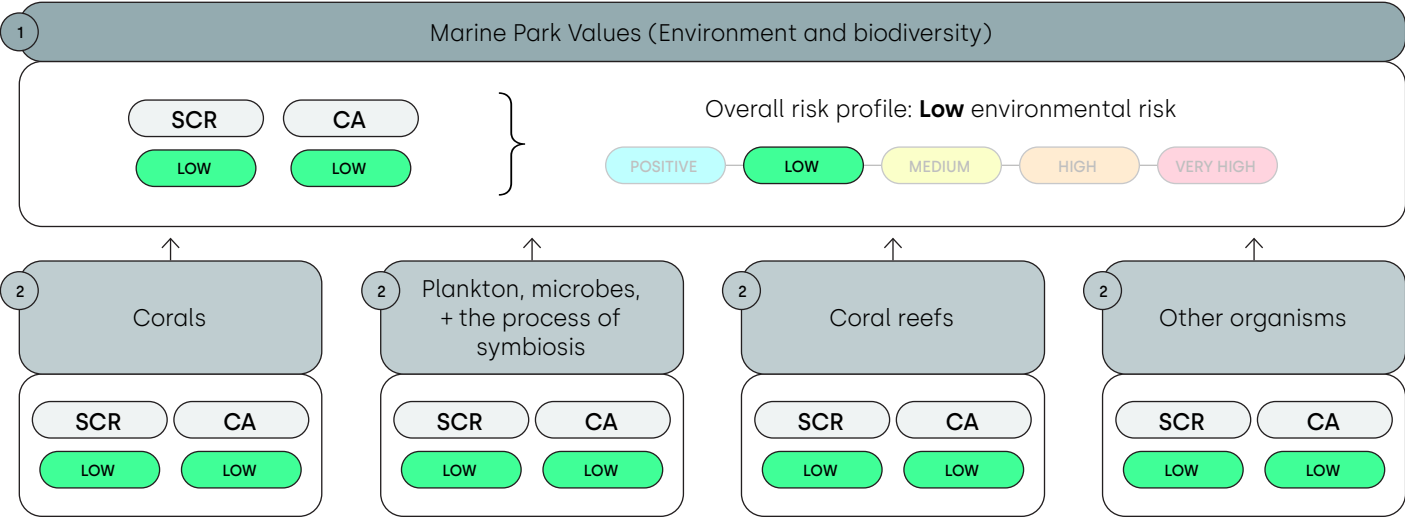 1
Marine Park Values (Environment and biodiversity)
SCR CA
LOW LOW
Overall risk profile: Low environmental risk
POSITIVE LOW MEDIUM HIGH VERY HIGH
2
Corals
SCR CA
LOW LOW
2
Plankton, microbes,
+ the process of
symbiosis
SCR CA
LOW LOW
2
Coral reefs
SCR CA
LOW LOW
2
Other organisms
SCR CA
LOW LOW